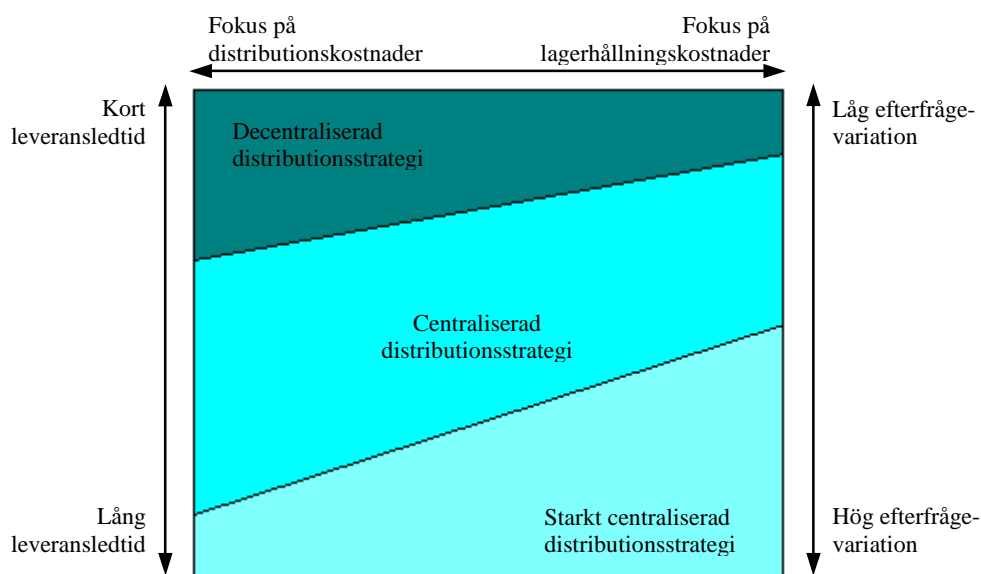 Fokus på
distributionskostnader
Fokus på
lagerhållningskostnader
Kort
leveransledtid
Låg efterfråge-
variation
Decentraliserad
distributionsstrategi
Centraliserad
distributionsstrategi
Lång
leveransledtid
Starkt centraliserad
distributionsstrategi
Hög efterfråge-
variation